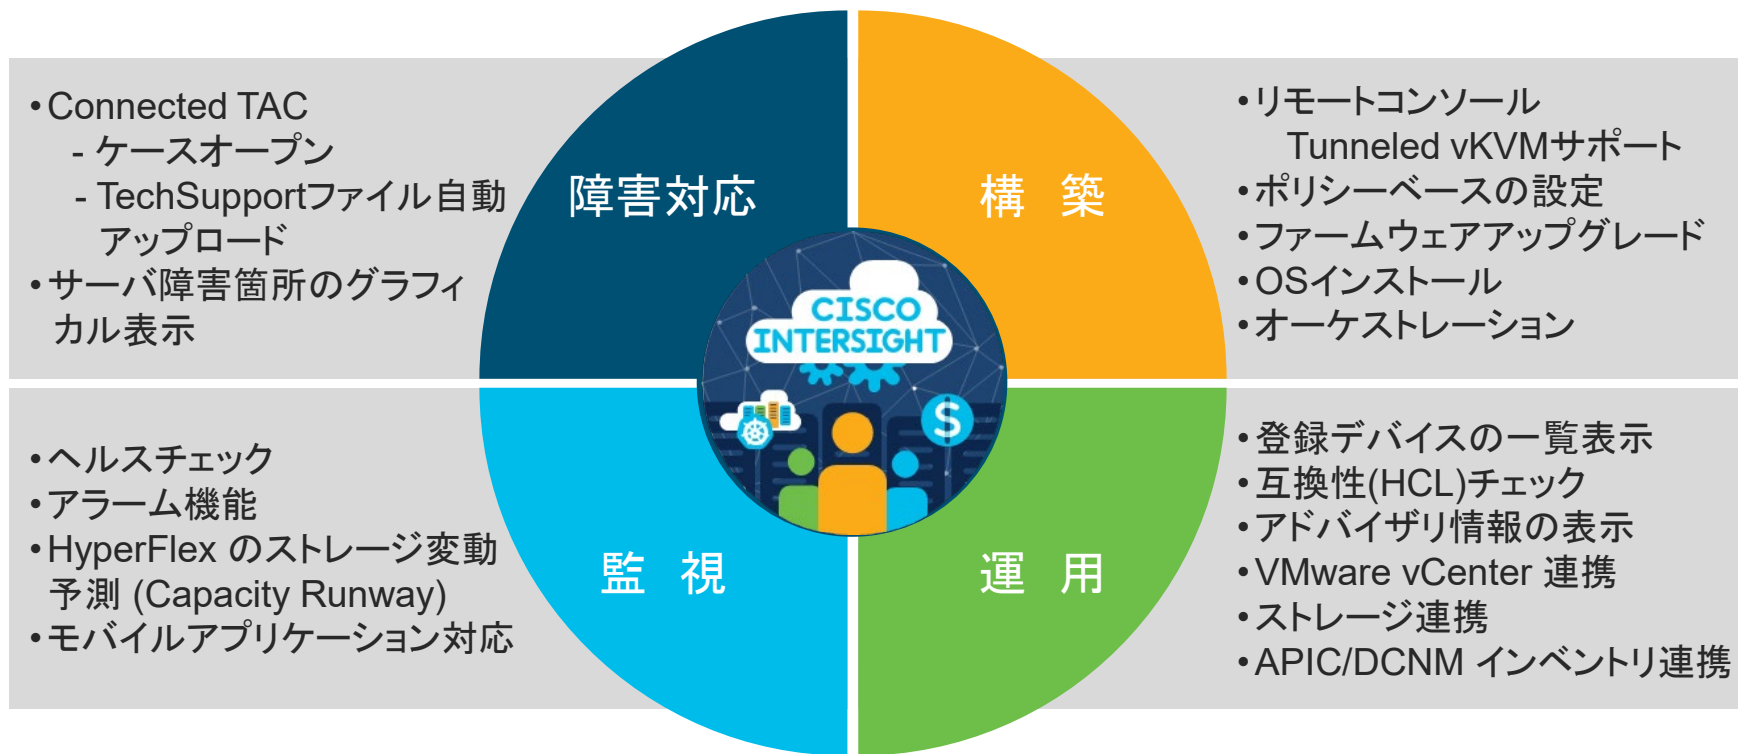 •Connected TAC
- ケースオープン
- TechSupportファイル自動
アップロード
•サーバ障害箇所のグラフィ
カル表示
障害対応
構 築
•リモートコンソール
Tunneled vKVMサポート
•ポリシーベースの設定
•ファームウェアアップグレード
•OSインストール
•オーケストレーション
CISCO
INTERSIGHT
$
•ヘルスチェック
•アラーム機能
•HyperFlex のストレージ変動
予測 (Capacity Runway)
•モバイルアプリケーション対応
監 視
運 用
•登録デバイスの一覧表示
•互換性(HCL)チェック
•アドバイザリ情報の表示
•VMware vCenter 連携
•ストレージ連携
•APIC/DCNM インベントリ連携